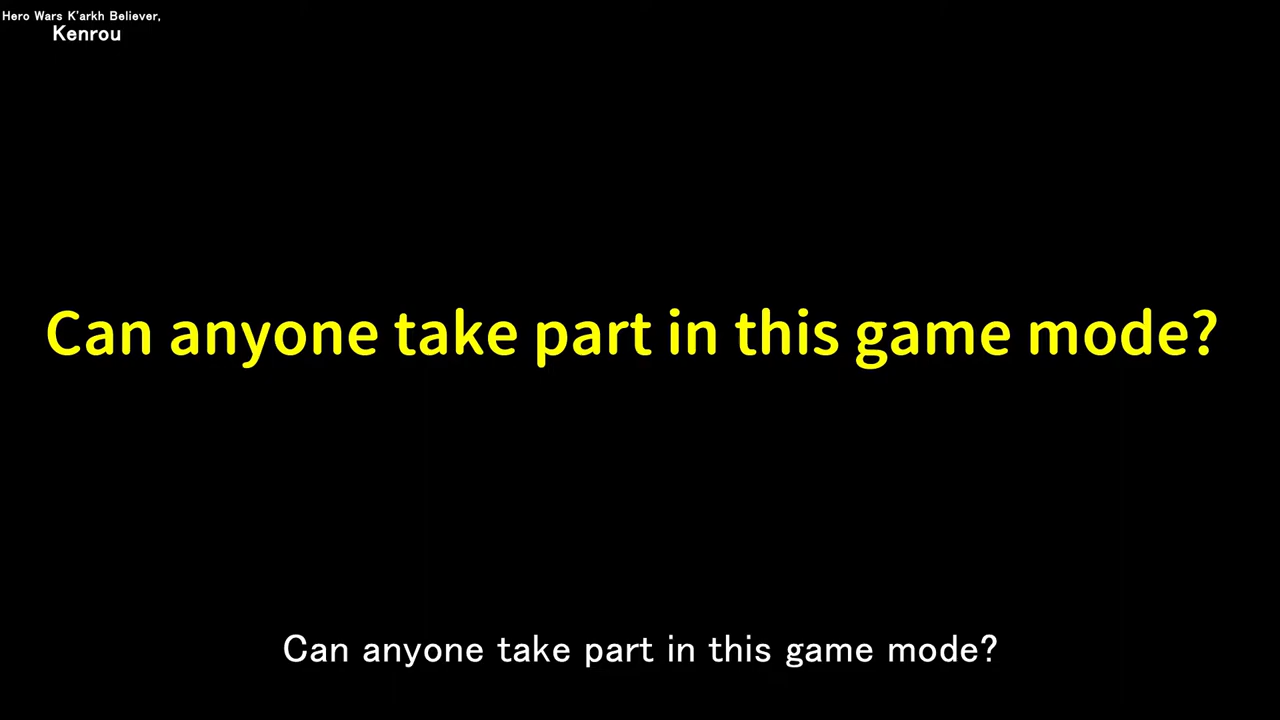 Hero Wars K'arkh Believer,
Kenrou
Can anyone take part in this game mode?
Can anyone take part in this game mode?